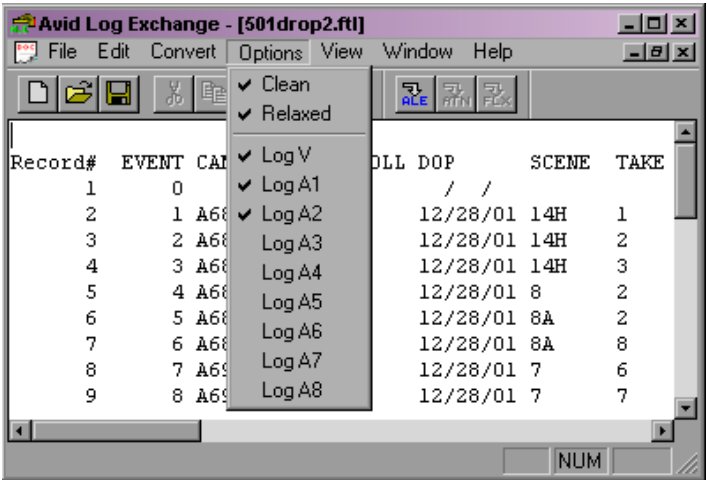 Avid Log Exchange - [501drop2.ftl]
File Edit Convert Options View Window Help
ALE ATN FLX
Clean
Relaxed
Log V
Log A1
Log A2
Log A3
Log A4
Log A5
Log A6
Log A7
Log A8
Record# EVENT DOP SCENE TAKE
1 0 / /
2 1 12/28/01 14H 1
3 2 12/28/01 14H 2
4 3 12/28/01 14H 3
5 4 12/28/01 8 2
6 5 12/28/01 8A 2
7 6 12/28/01 8A 8
8 7 12/28/01 7 6
9 8 12/28/01 7 7
NUM